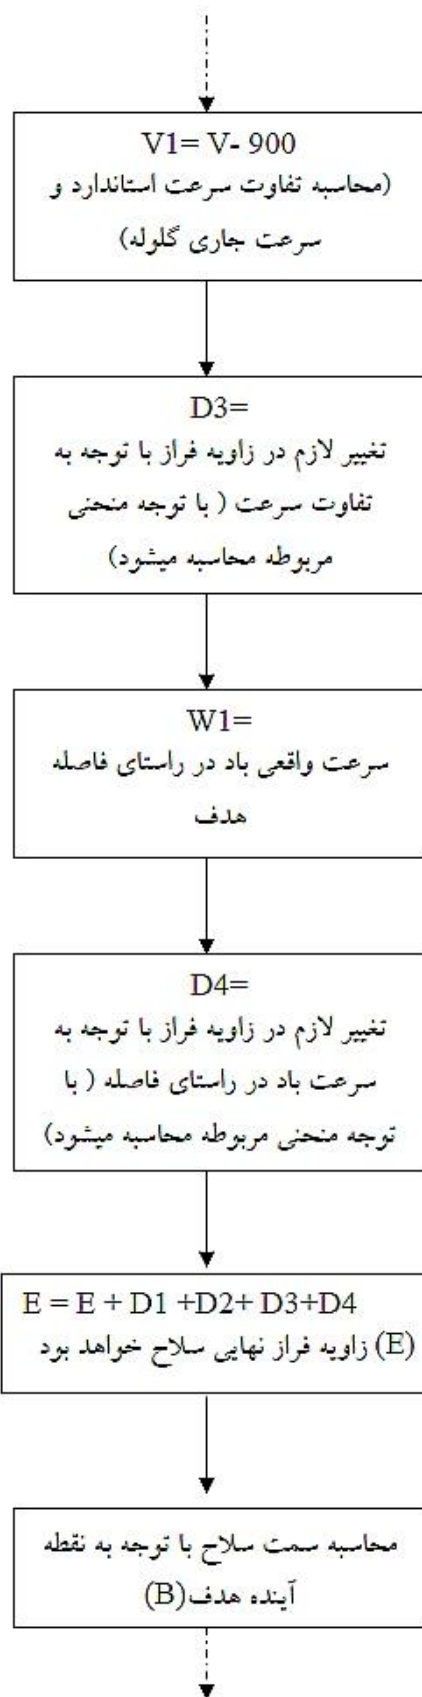 V1= V- 900
(محاسبه تفاوت سرعت استاندارد و
سرعت جاری گلوله)
D3=
تغییر لازم در زاویه فراز با توجه به
تفاوت سرعت ( با توجه منحنی
مربوطه محاسبه میشود)
W1=
سرعت واقعی باد در راستای فاصله
هدف
D4=
تغییر لازم در زاویه فراز با توجه به
سرعت باد در راستای فاصله ( با
توجه منحنی مربوطه محاسبه میشود)
E = E + D1 +D2+ D3+D4
(E) زاویه فراز نهایی سلاح خواهد بود
محاسبه سمت سلاح با توجه به نقطه
آینده هدف(B)